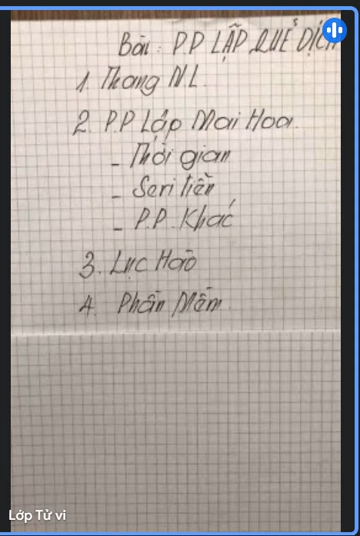 Bài: P.P LẬP QUẺ DỊCH
1. Thang N.L
2. P.P Lập Mai Hoa.
- Thời gian
- Seri tiền
- P.P. Khác
3. Lục Hào
4. Phần Mềm
Lớp Tử vi